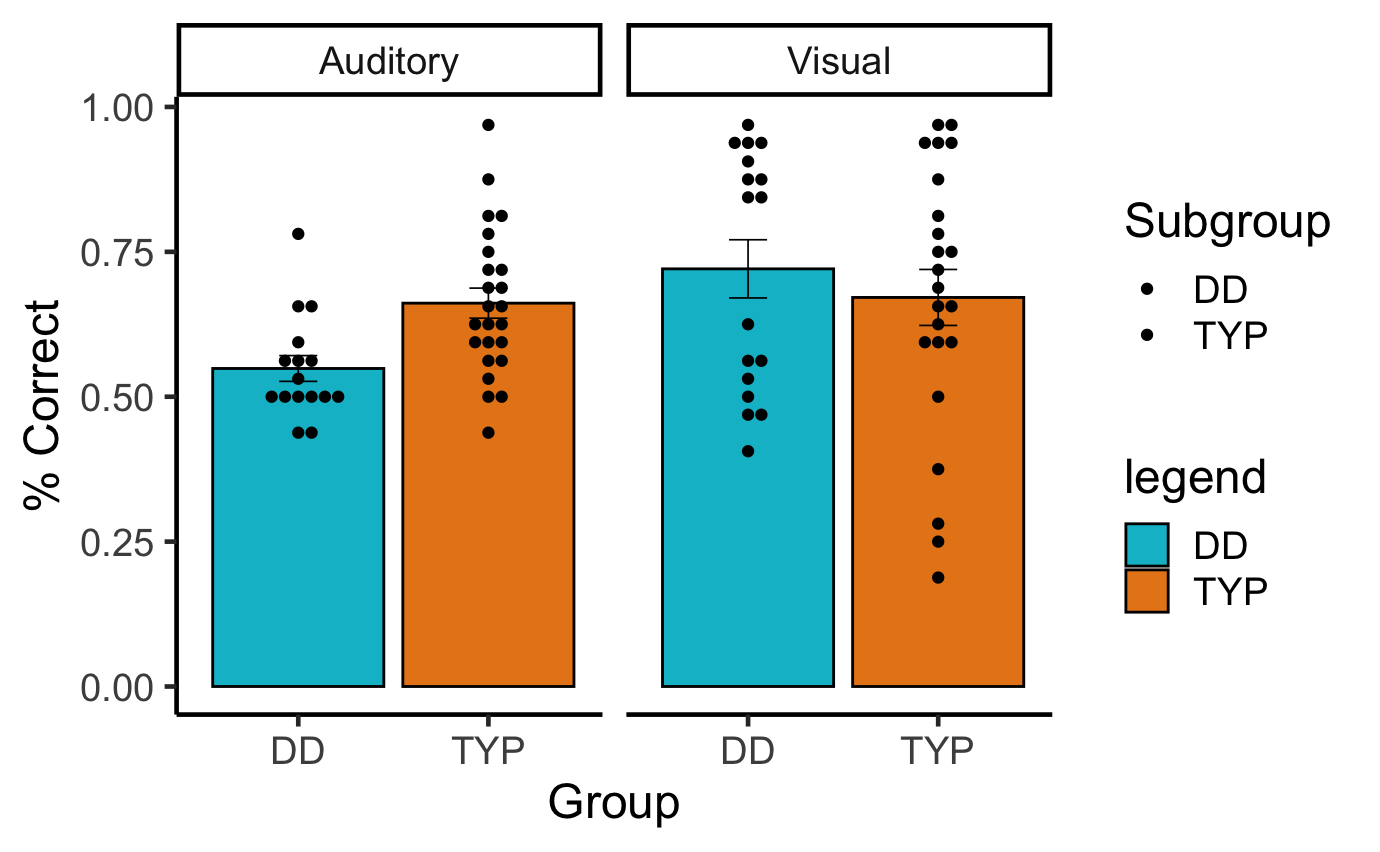 Auditory
Visual
1.00
0.75
0.50
0.25
0.00
% Correct
DD
TYP
DD
TYP
Group
Subgroup
DD
TYP
legend
DD
TYP